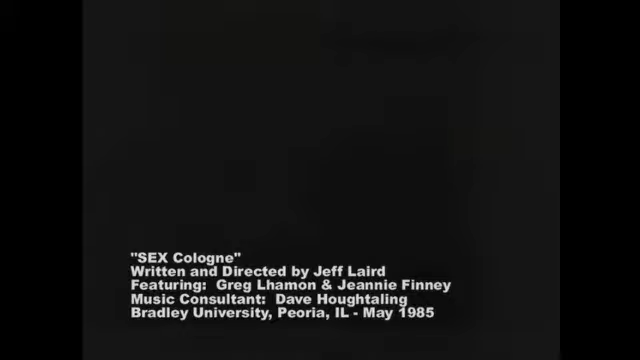 "SEX Cologne"
Written and Directed by Jeff Laird
Featuring:  Greg Lhamon & Jeannie Finney
Music Consultant:  Dave Houghtaling
Bradley University, Peoria, IL - May 1985